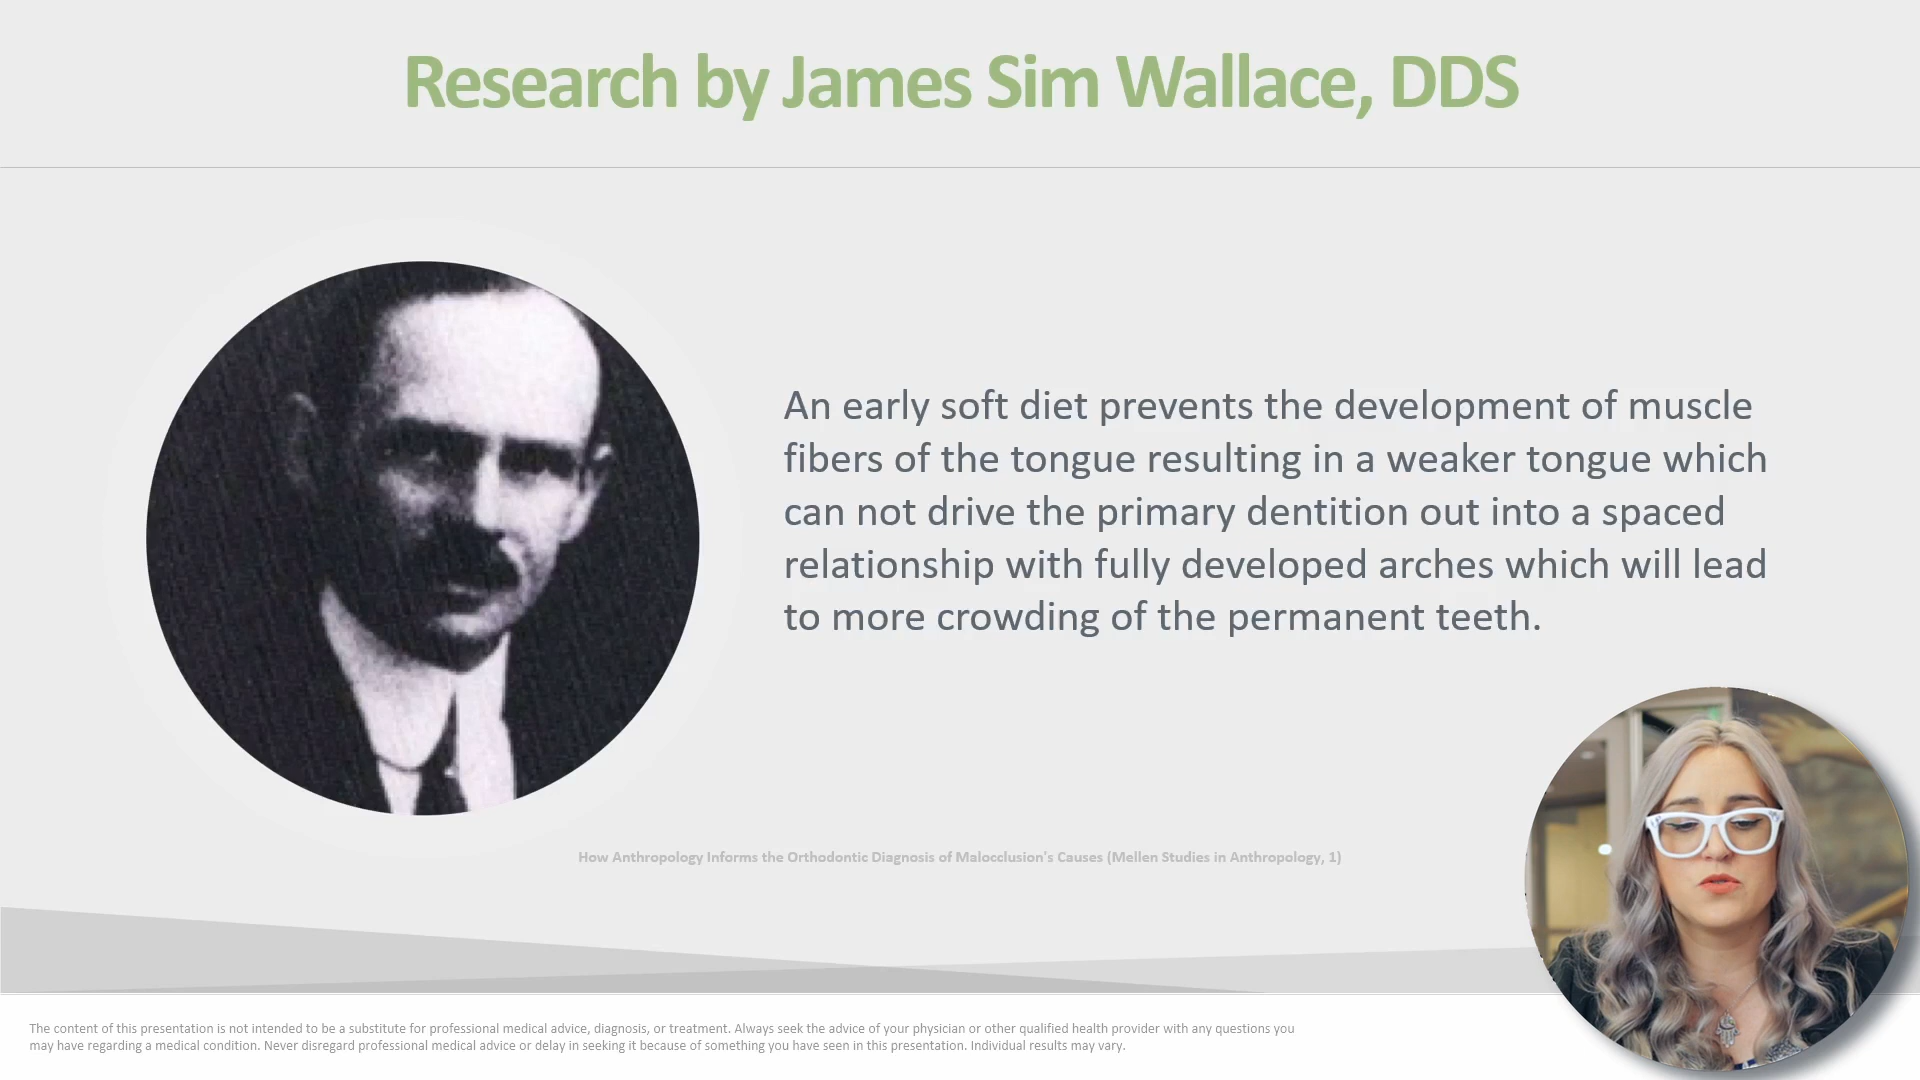 Research by James Sim Wallace, DDS
An early soft diet prevents the development of muscle
fibers of the tongue resulting in a weaker tongue which
can not drive the primary dentition out into a spaced
relationship with fully developed arches which will lead
to more crowding of the permanent teeth.
How Anthropology Informs the Orthodontic Diagnosis of Malocclusion's Causes (Mellen Studies in Anthropology, 1)
The content of this presentation is not intended to be a substitute for professional medical advice, diagnosis, or treatment. Always seek the advice of your physician or other qualified health provider with any questions you
may have regarding a medical condition. Never disregard professional medical advice or delay in seeking it because of something you have seen in this presentation. Individual results may vary.